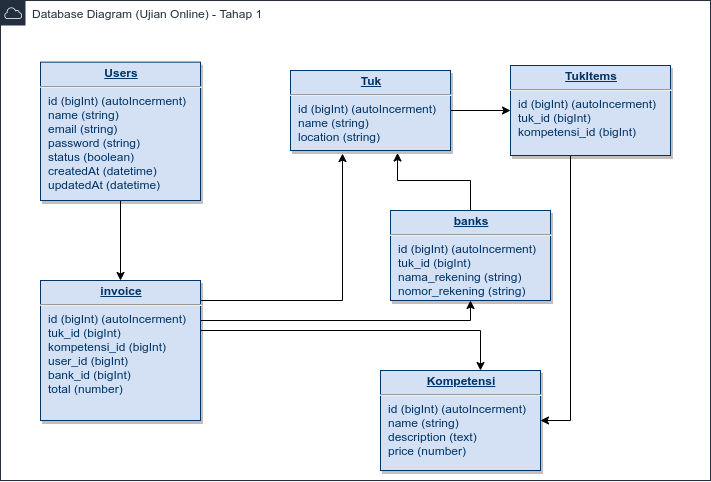 Database Diagram (Ujian Online) - Tahap 1
Users
id (bigInt) (autoIncerment)
name (string)
email (string)
password (string)
status (boolean)
createdAt (datetime)
updatedAt (datetime)
Tuk
id (bigInt) (autoIncerment)
name (string)
location (string)
TukItems
id (bigInt) (autoIncerment)
tuk_id (bigInt)
kompetensi_id (bigInt)
banks
id (bigInt) (autoIncerment)
tuk_id (bigInt)
nama_rekening (string)
nomor_rekening (string)
invoice
id (bigInt) (autoIncerment)
tuk_id (bigInt)
kompetensi_id (bigInt)
user_id (bigInt)
bank_id (bigInt)
total (number)
Kompetensi
id (bigInt) (autoIncerment)
name (string)
description (text)
price (number)